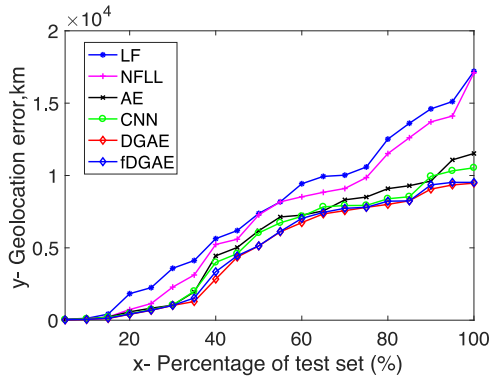 × 10⁴
2
1.5
1
0.5
0
y- Geolocation error,km
LF
NFLL
AE
CNN
DGAE
fDGAE
20 40 60 80 100
x- Percentage of test set (%)